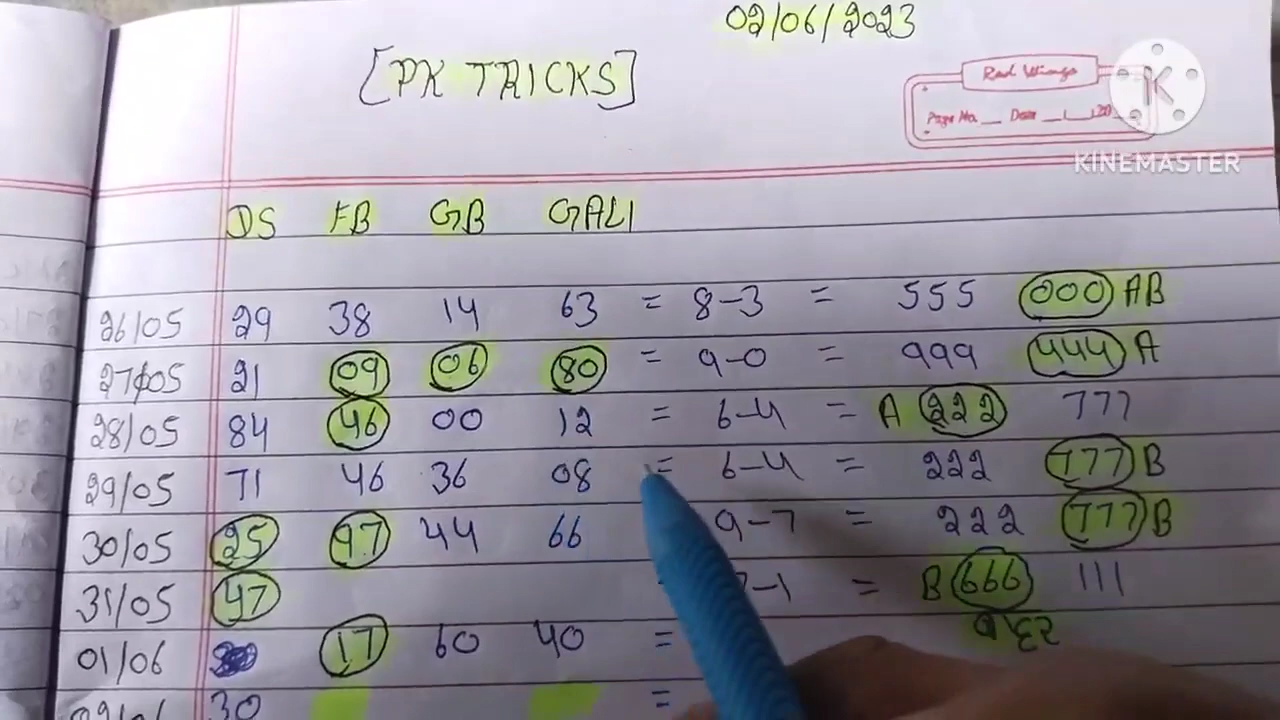 02/06/2023
[PK TRICKS]
Red Wings
Page No. Date 20
KINEMASTER
DS FB GB GALI
26/05 29 38 14 63 = 8-3 = 555 000 AB
27/05 21 09 06 80 = 9-0 = 999 444 A
28/05 84 46 00 12 = 6-4 = A 222 777
29/05 71 46 36 08 = 6-4 = 222 777 B
30/05 25 97 44 66 9-7 = 222 777 B
31/05 47 = -1 = B 666 111
01/06 17 60 40 =
02/06 30 =